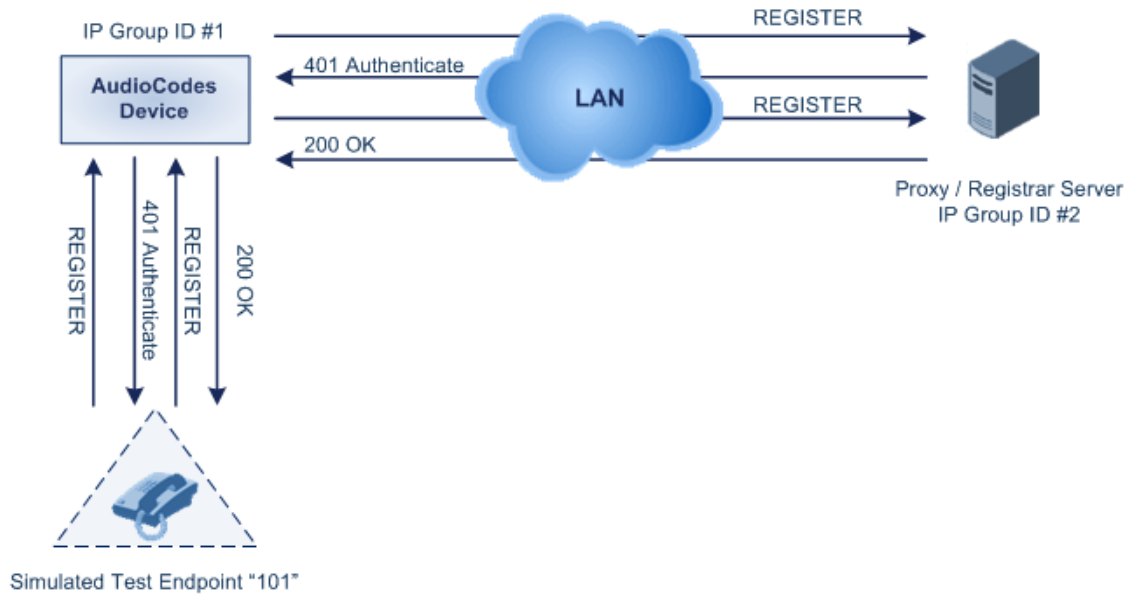 IP Group ID #1
REGISTER
AudioCodes
Device
401 Authenticate
LAN
REGISTER
200 OK
Proxy / Registrar Server
IP Group ID #2
REGISTER
401 Authenticate
REGISTER
200 OK
Simulated Test Endpoint “101”